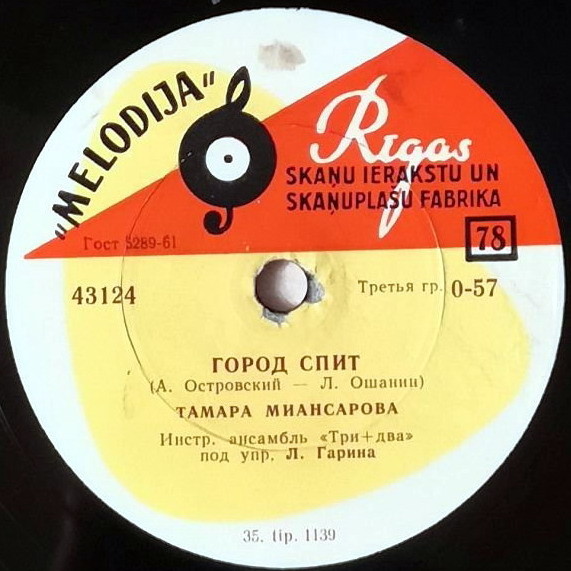 "MELODIJA"
Rīgas
SKAŅU IERAKSTU UN
SKAŅUPLAŠU FABRIKA
78
Гост 5289-61
43124
Третья гр. 0-57
ГОРОД СПИТ
(А. Островский — Л. Ошанин)
ТАМАРА МИАНСАРОВА
Инстр. ансамбль «Три+два»
под упр. Л. Гарина
35. tip. 1139